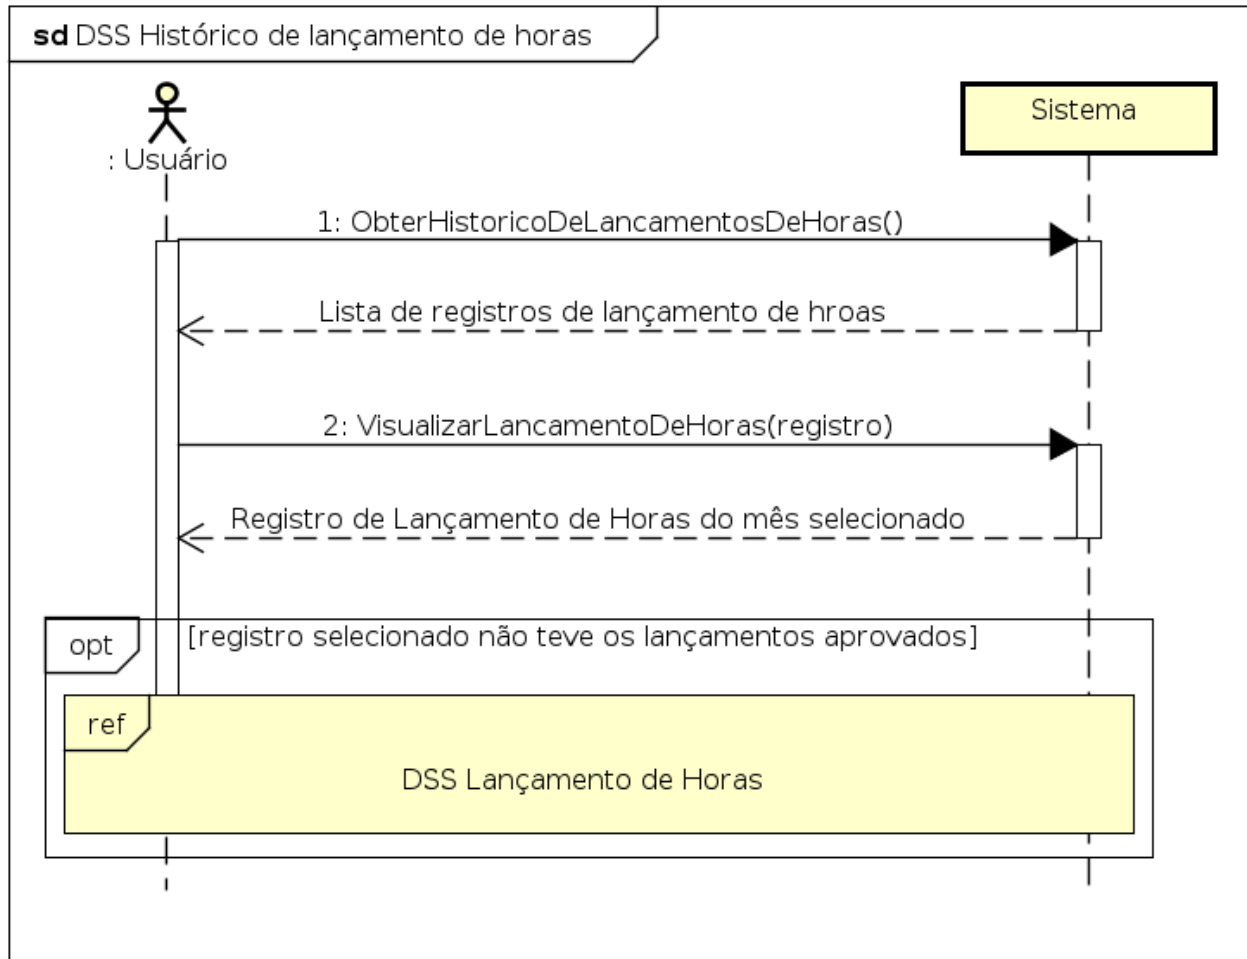 sd DSS Histórico de lançamento de horas
: Usuário
Sistema
1: ObterHistoricoDeLancamentosDeHoras()
Lista de registros de lançamento de hroas
2: VisualizarLancamentoDeHoras(registro)
Registro de Lançamento de Horas do mês selecionado
opt
[registro selecionado não teve os lançamentos aprovados]
ref
DSS Lançamento de Horas